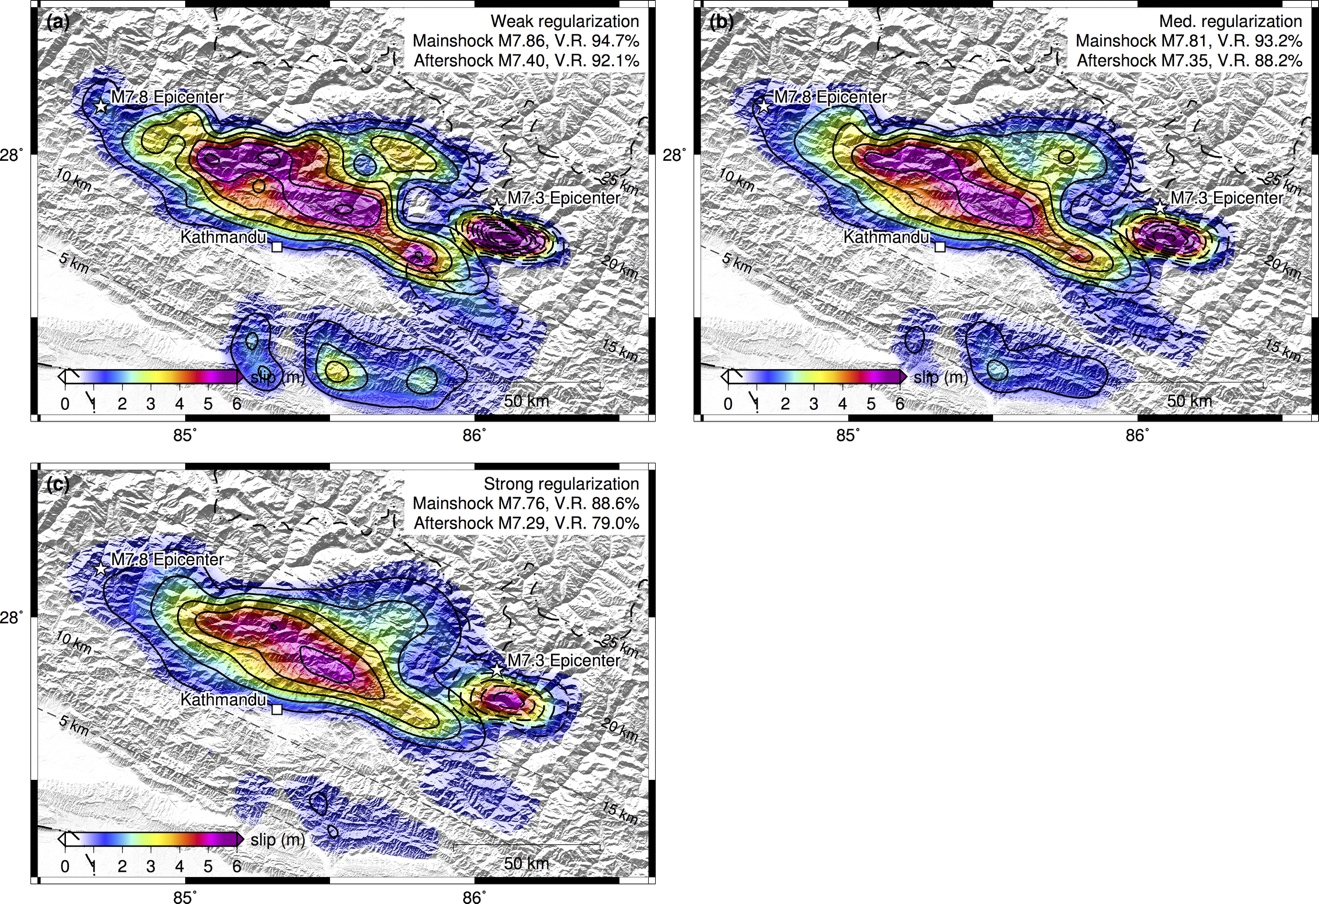 (a)
Weak regularization
Mainshock M7.86, V.R. 94.7%
Aftershock M7.40, V.R. 92.1%
M7.8 Epicenter
28˚
10 km
25 km
M7.3 Epicenter
Kathmandu
5 km
20 km
15 km
slip (m)
0 1 2 3 4 5 6
50 km
85˚ 86˚
(b)
Med. regularization
Mainshock M7.81, V.R. 93.2%
Aftershock M7.35, V.R. 88.2%
M7.8 Epicenter
28˚
10 km
25 km
M7.3 Epicenter
Kathmandu
5 km
20 km
15 km
slip (m)
0 1 2 3 4 5 6
50 km
85˚ 86˚
(c)
Strong regularization
Mainshock M7.76, V.R. 88.6%
Aftershock M7.29, V.R. 79.0%
M7.8 Epicenter
28˚
10 km
25 km
M7.3 Epicenter
Kathmandu
5 km
20 km
15 km
slip (m)
0 1 2 3 4 5 6
50 km
85˚ 86˚